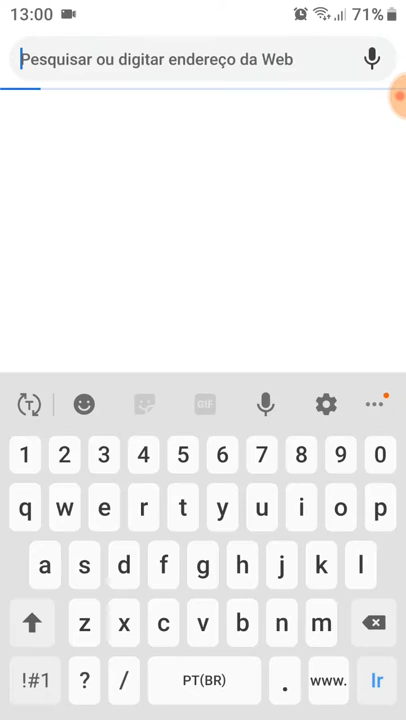 13:00
71%
Pesquisar ou digitar endereço da Web
T
GIF
1 2 3 4 5 6 7 8 9 0
q w e r t y u i o p
a s d f g h j k l
z x c v b n m
!#1 ? / PT(BR) . www. Ir